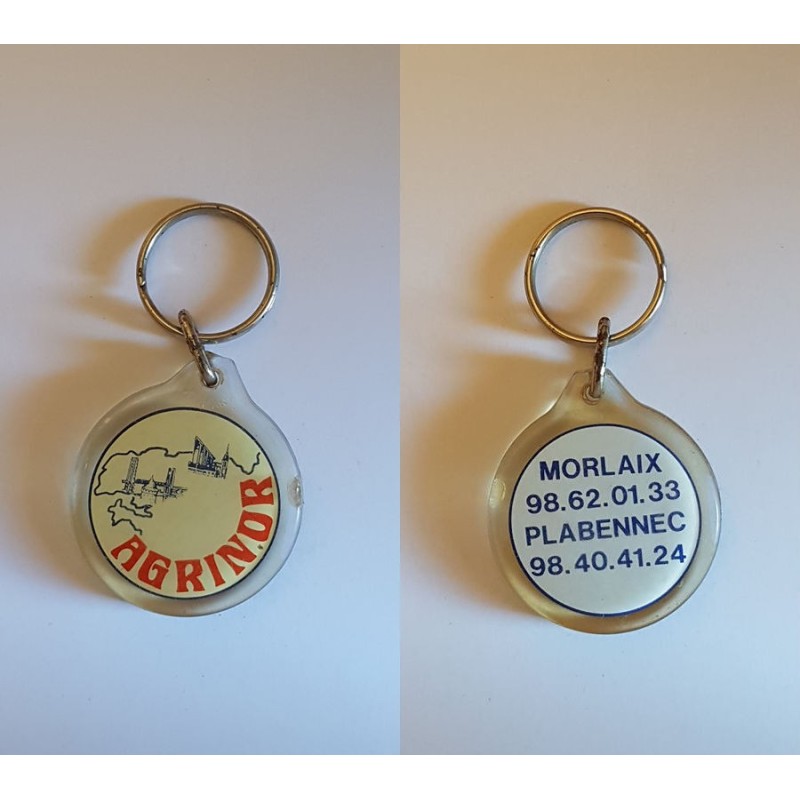 AGRINOR
MORLAIX
98.62.01.33
PLABENNEC
98.40.41.24